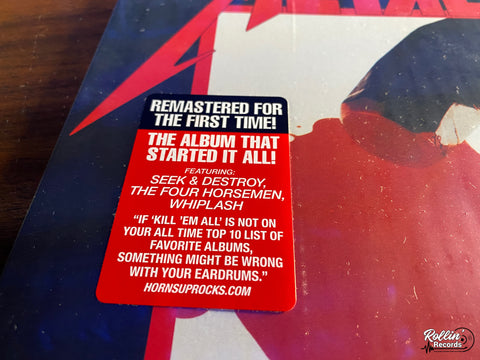 METAL
REMASTERED FOR
THE FIRST TIME!
THE ALBUM THAT
STARTED IT ALL!
FEATURING:
SEEK & DESTROY,
THE FOUR HORSEMEN,
WHIPLASH
“IF ‘KILL ’EM ALL’ IS NOT ON
YOUR ALL TIME TOP 10 LIST OF
FAVORITE ALBUMS,
SOMETHING MIGHT BE WRONG
WITH YOUR EARDRUMS.”
HORNSUPROCKS.COM
Rollin'
Records